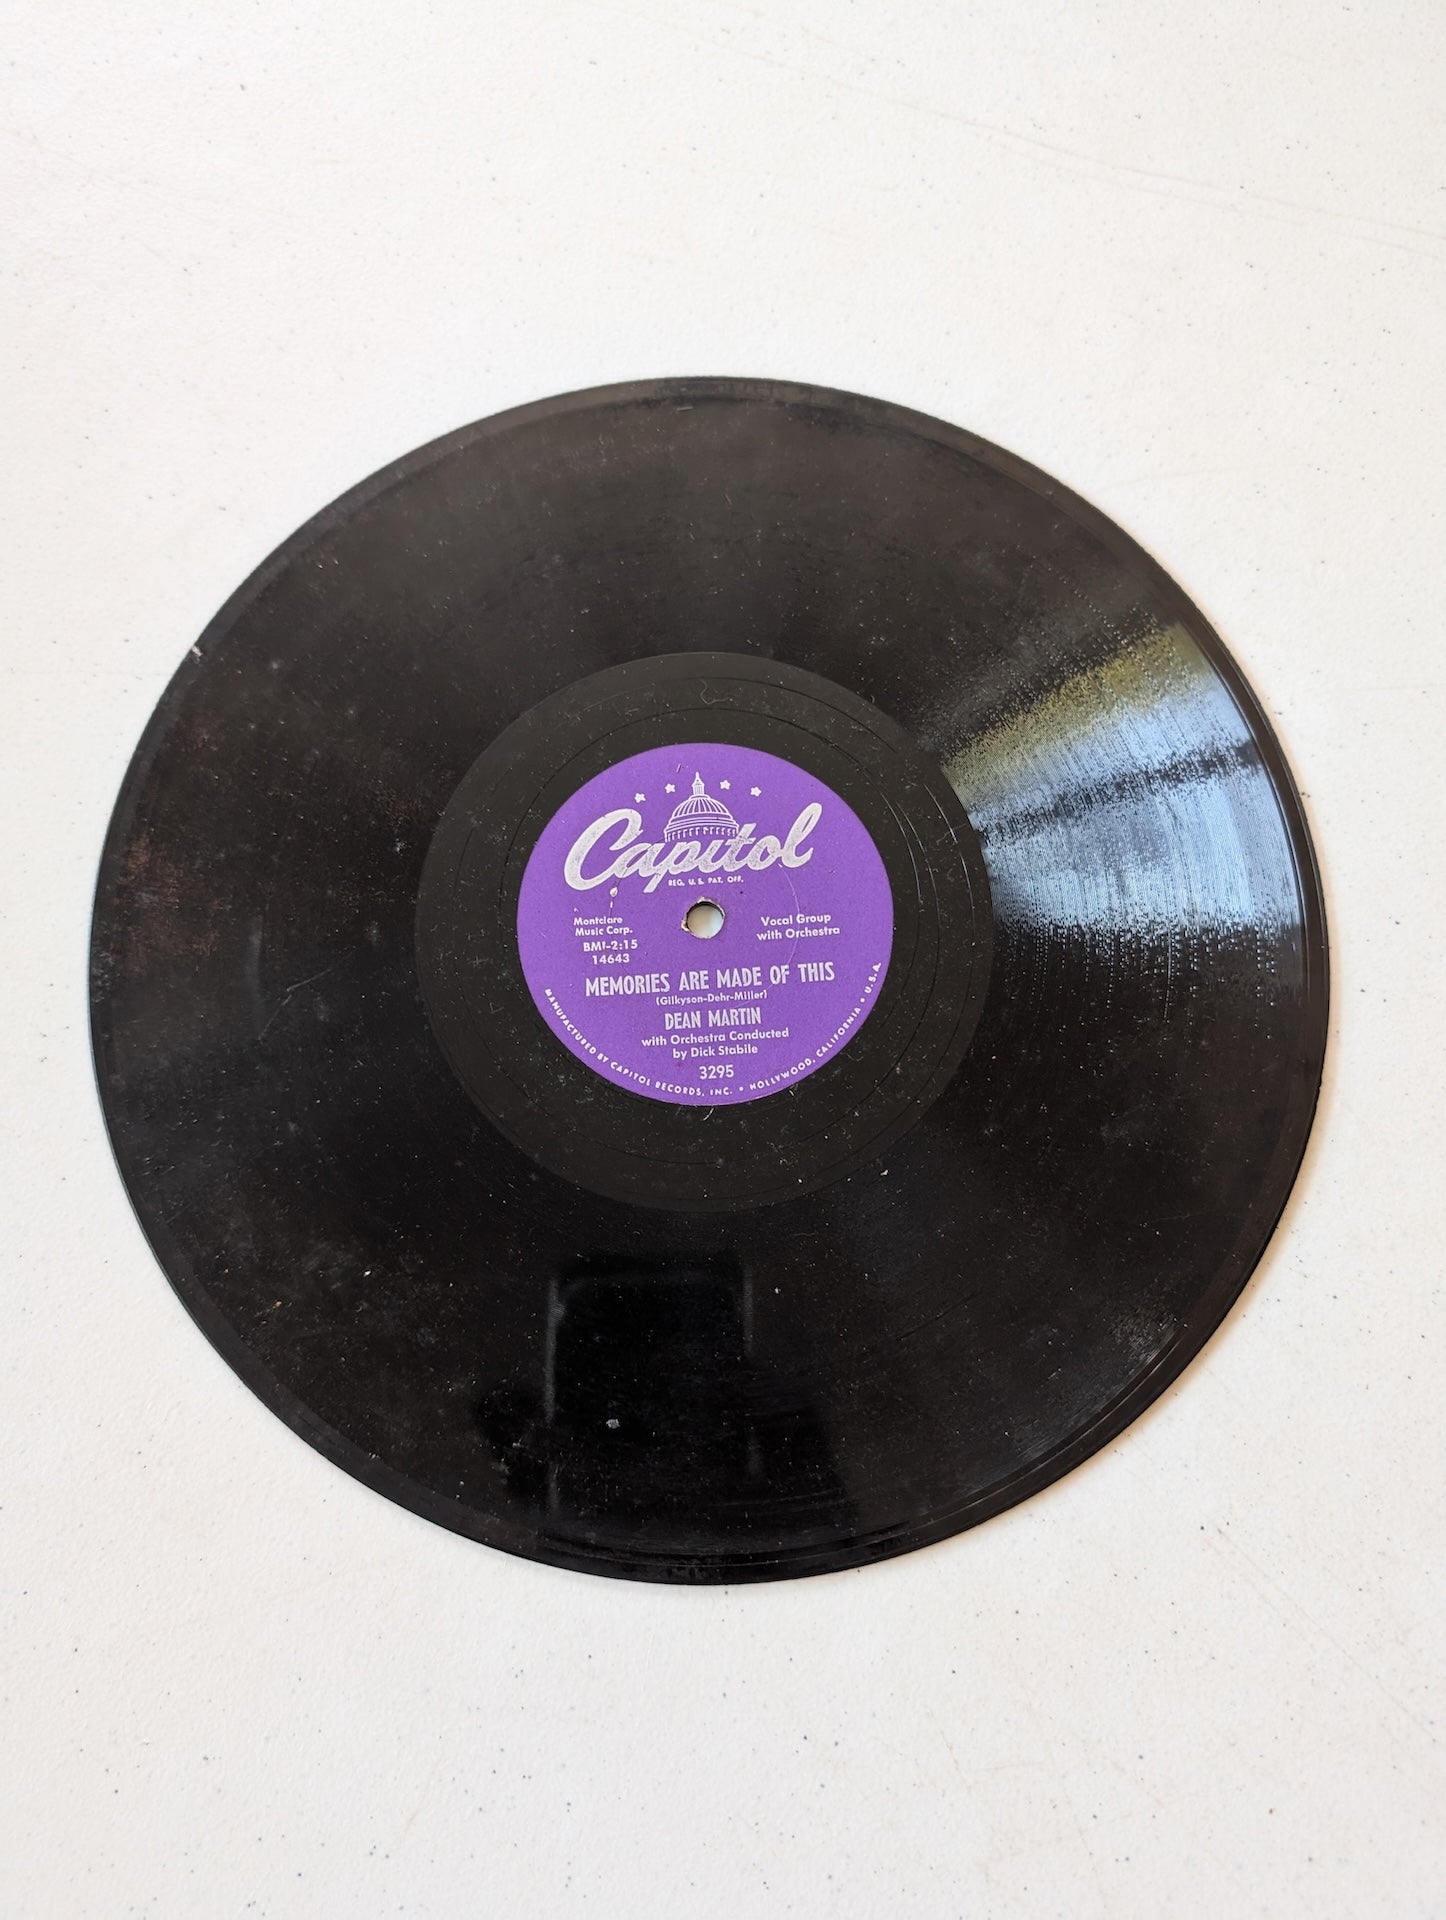 Capitol
REG. U.S. PAT. OFF.
Montclare
Music Corp.
BMI-2:15
14643
Vocal Group
with Orchestra
MEMORIES ARE MADE OF THIS
(Gilkyson-Dehr-Miller)
DEAN MARTIN
with Orchestra Conducted
by Dick Stabile
3295
MANUFACTURED BY CAPITOL RECORDS, INC. • HOLLYWOOD, CALIFORNIA • U.S.A.